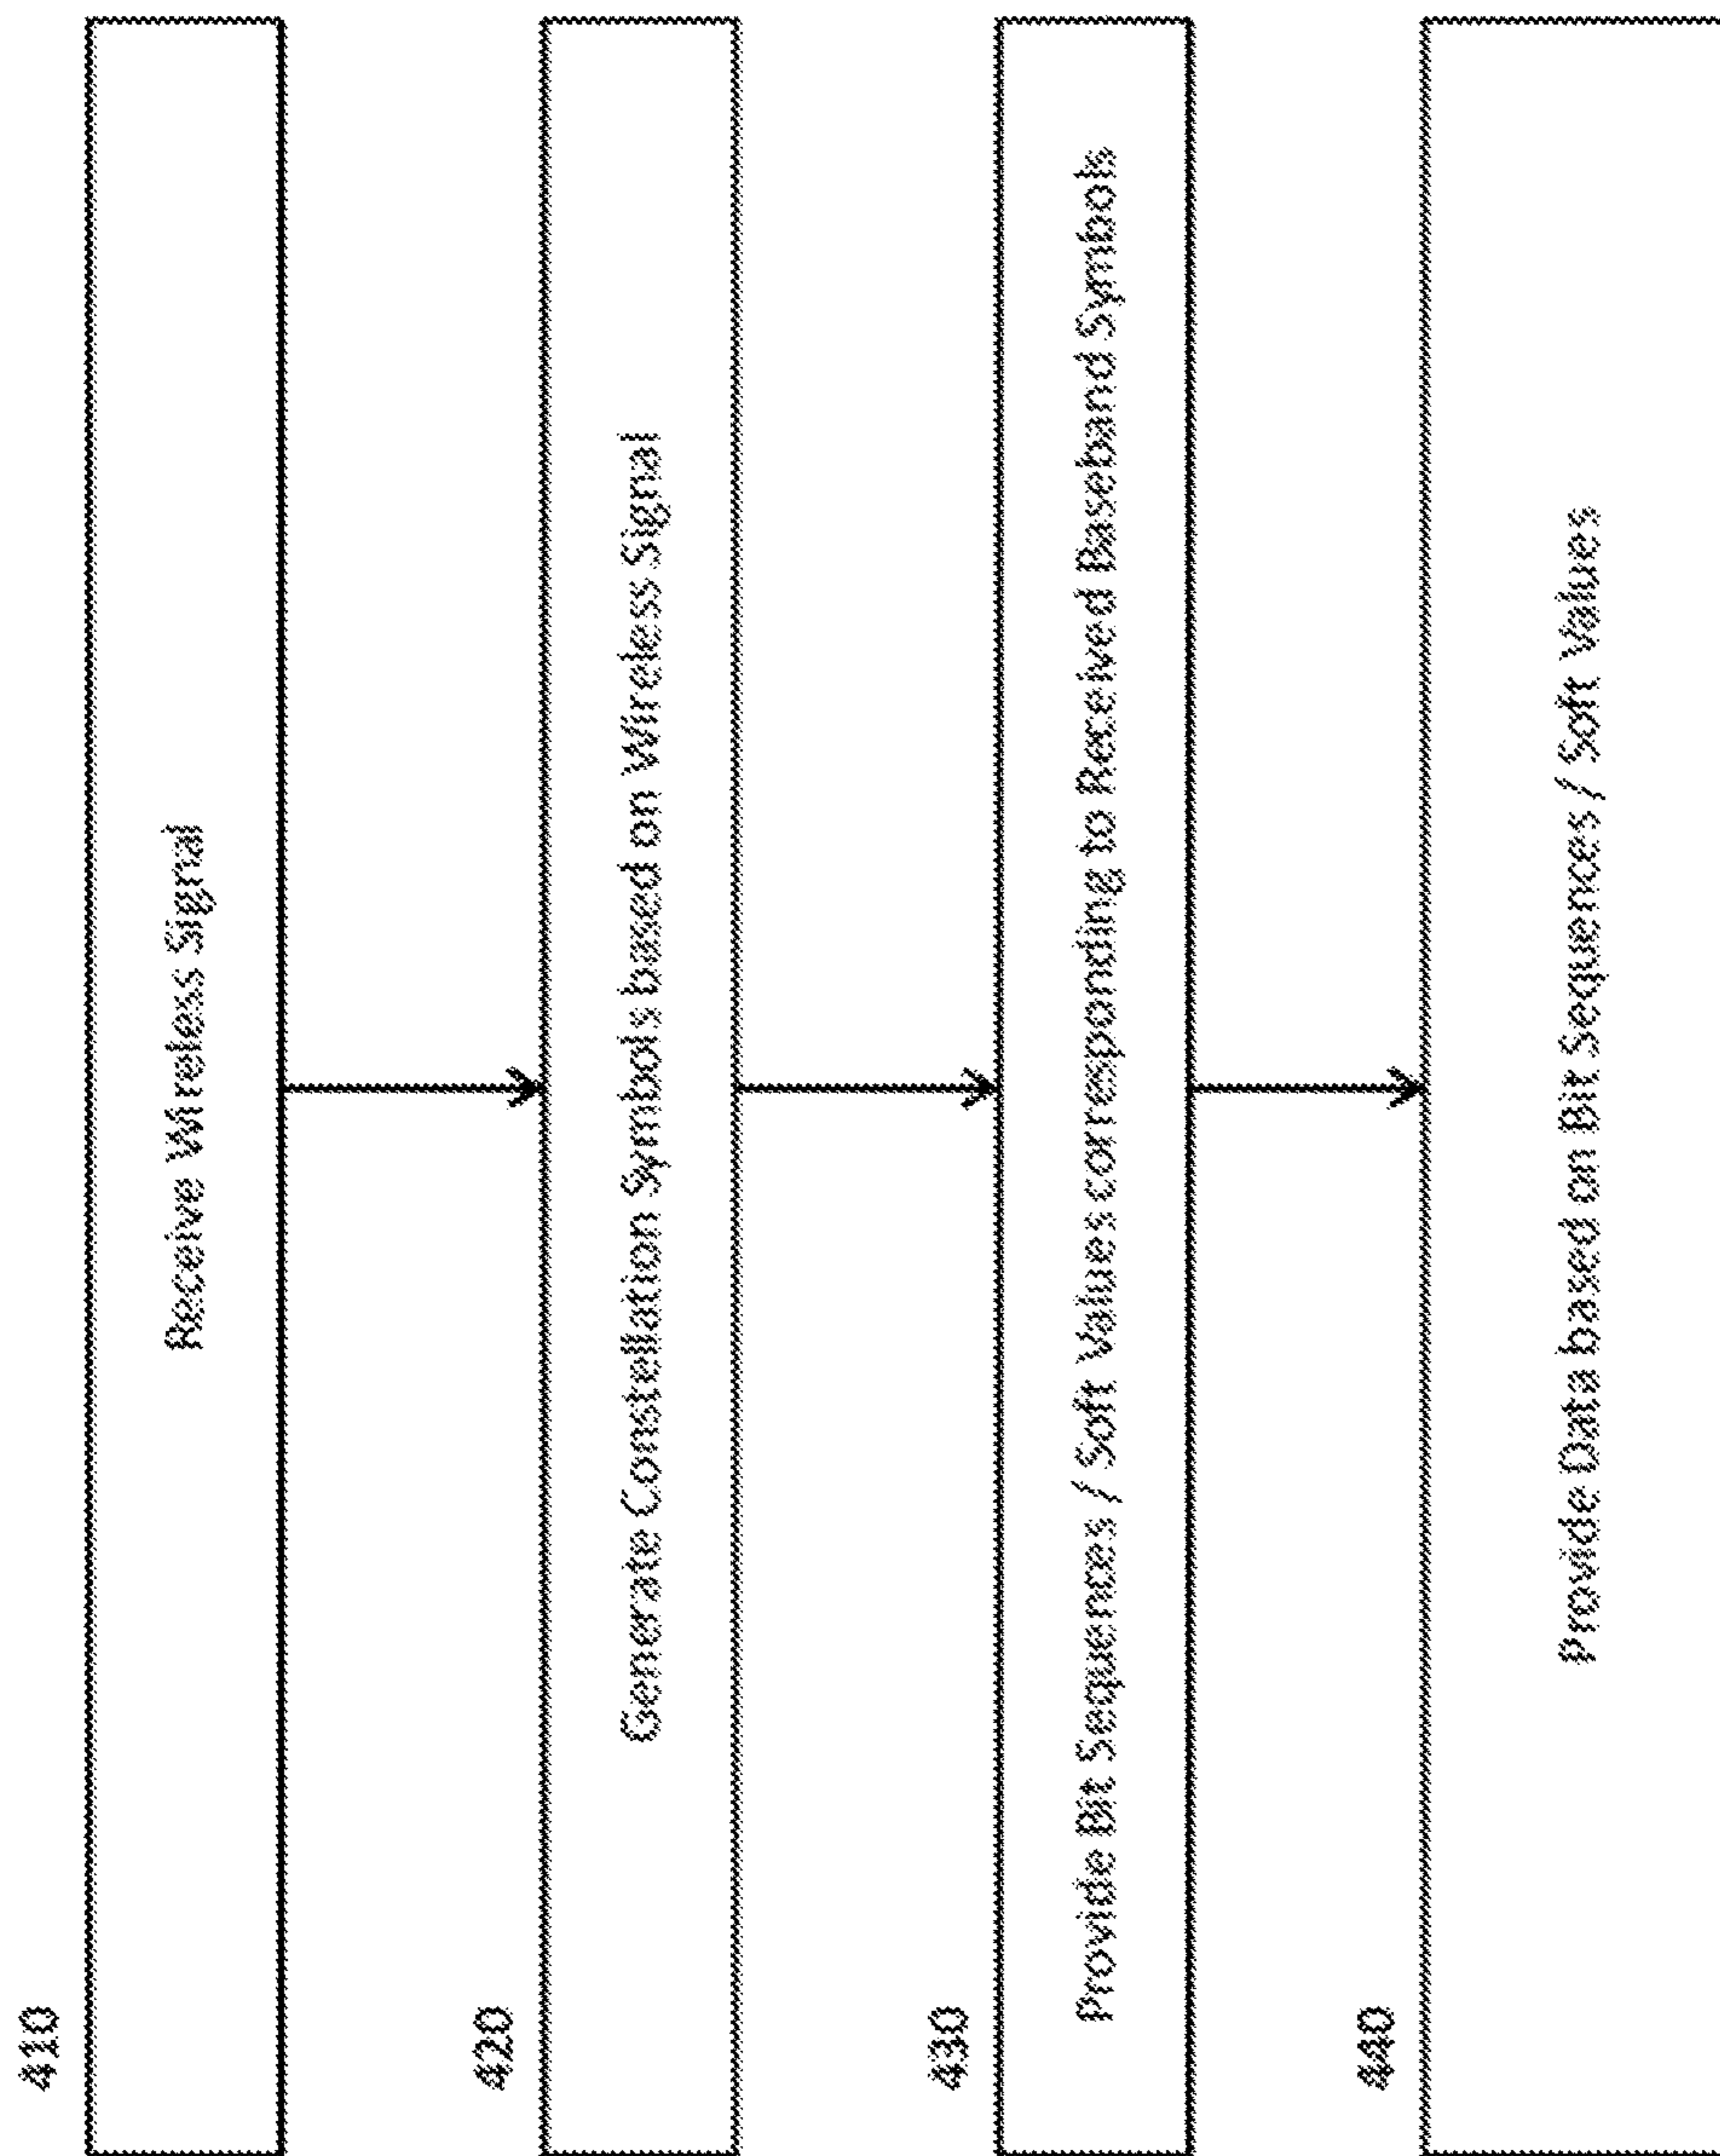 410
Receive Wireless Signal
420
Generate Constellation Symbols based on Wireless Signal
430
Provide Bit Sequences / Soft Values corresponding to Received Baseband Symbols
440
Provide Data based on Bit Sequences / Soft Values